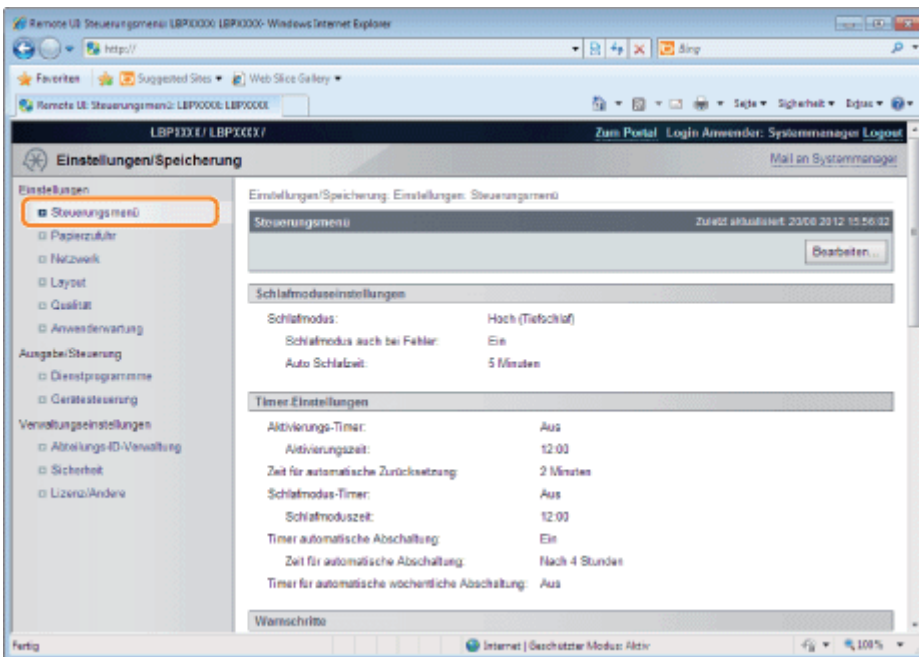 Remote UI: Steuerungsmenü: LBPXXXX: LBPXXXX- Windows Internet Explorer
http://
Bing
Favoriten Suggested Sites Web Slice Gallery
Remote UI: Steuerungsmenü: LBPXXXX: LBPXXXX
Seite Sicherheit Extras
LBPXXXX/ LBPXXXX/
Zum Portal Login Anwender: Systemmanager Logout
Einstellungen/Speicherung
Mail an Systemmanager
Einstellungen
Steuerungsmenü
Papierzufuhr
Netzwerk
Layout
Qualität
Anwenderwartung
Ausgabe/Steuerung
Dienstprogramme
Gerätesteuerung
Verwaltungseinstellungen
Abteilungs-ID-Verwaltung
Sicherheit
Lizenz/Andere
Einstellungen/Speicherung: Einstellungen: Steuerungsmenü
Steuerungsmenü
Zuletzt aktualisiert: 20/08 2012 15:56:02
Bearbeiten...
Schlafmoduseinstellungen
Schlafmodus: Hoch (Tiefschlaf)
Schlafmodus auch bei Fehler: Ein
Auto Schlafzeit: 5 Minuten
Timer-Einstellungen
Aktivierungs-Timer: Aus
Aktivierungszeit: 12:00
Zeit für automatische Zurücksetzung: 2 Minuten
Schlafmodus-Timer: Aus
Schlafmoduszeit: 12:00
Timer automatische Abschaltung: Ein
Zeit für automatische Abschaltung: Nach 4 Stunden
Timer für automatische wöchentliche Abschaltung: Aus
Warnschritte
Fertig
Internet | Geschützter Modus: Aktiv
100%